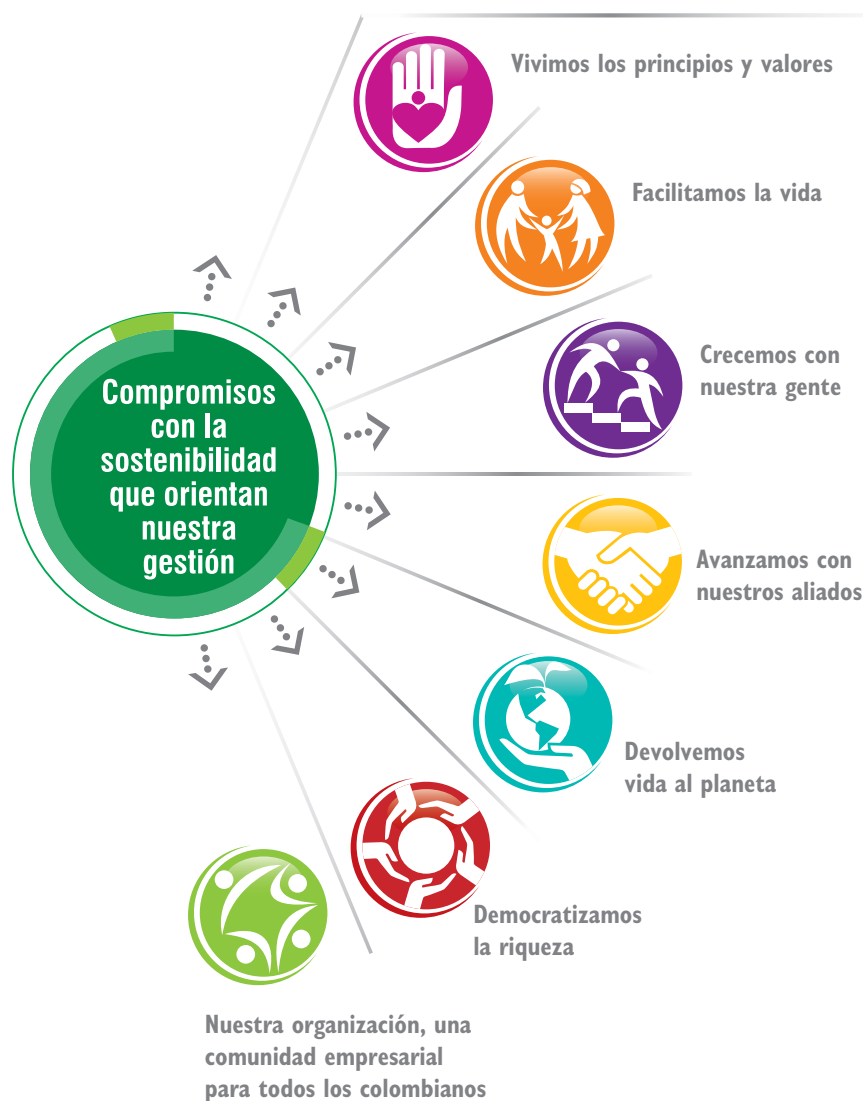 Vivimos los principios y valores
Facilitamos la vida
Crecemos con
nuestra gente
Compromisos
con la
sostenibilidad
que orientan
nuestra
gestión
Avanzamos con
nuestros aliados
Devolvemos
vida al planeta
Democratizamos
la riqueza
Nuestra organización, una
comunidad empresarial
para todos los colombianos